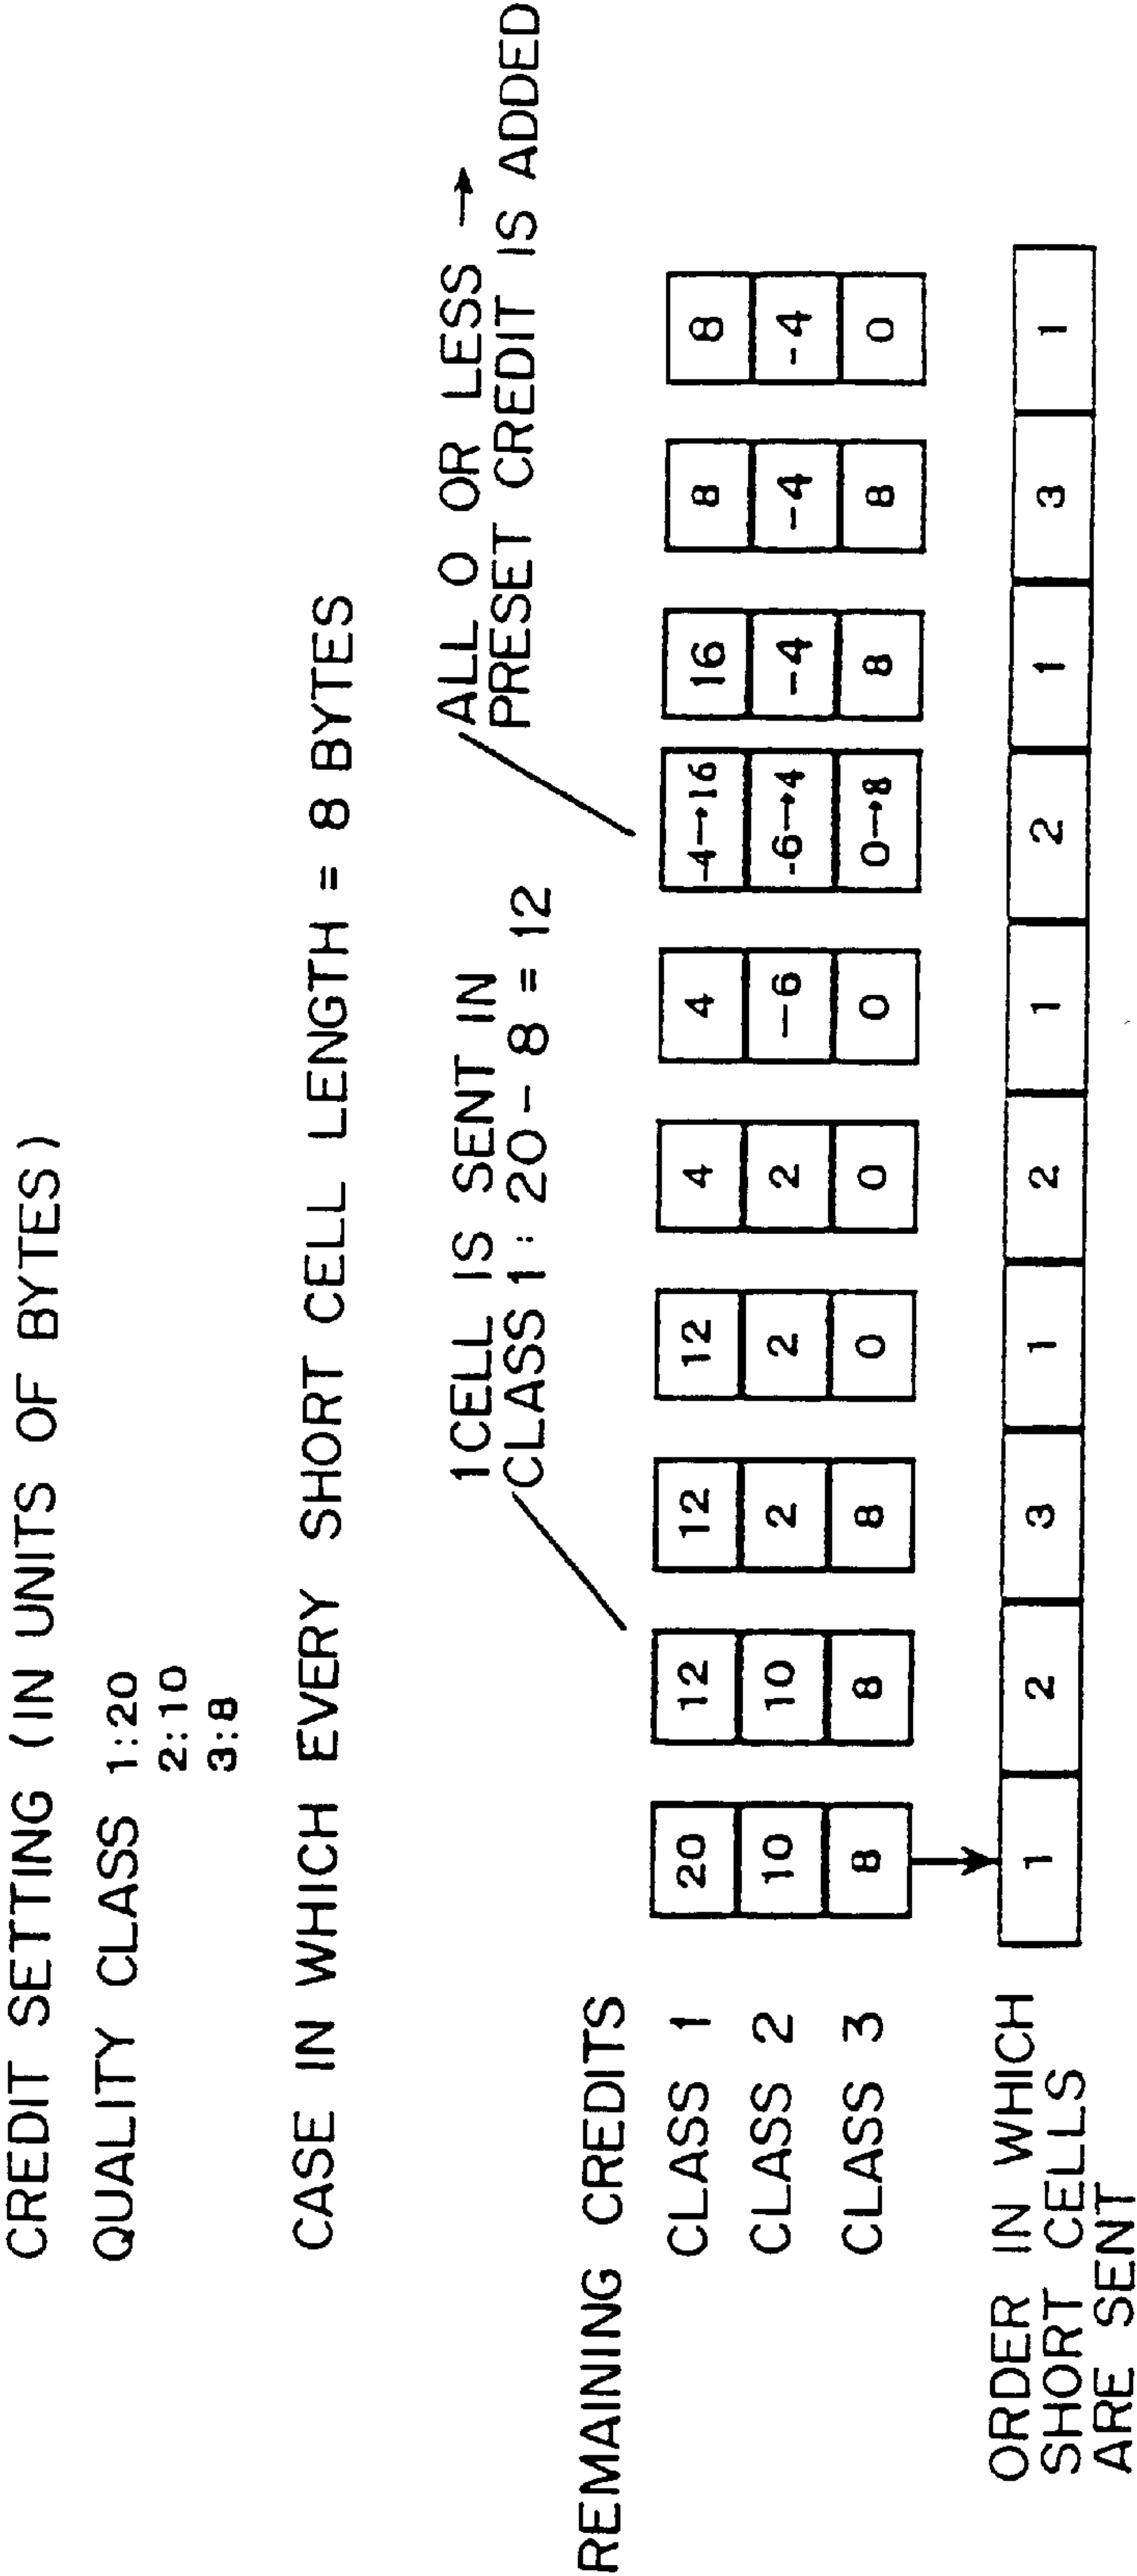 CREDIT SETTING (IN UNITS OF BYTES)
QUALITY CLASS 1:20
2:10
3:8
CASE IN WHICH EVERY SHORT CELL LENGTH = 8 BYTES
1CELL IS SENT IN
CLASS 1: 20-8=12
ALL 0 OR LESS →
PRESET CREDIT IS ADDED
REMAINING CREDITS
CLASS 1 20 12 12 12 4 4 -4→16 16 8 8
CLASS 2 10 10 2 2 2 --6 -6→4 -4 -4 -4
CLASS 3 8 8 8 0 0 0 0→8 8 8 0
ORDER IN WHICH
SHORT CELLS
ARE SENT
1 2 3 1 2 1 2 1 3 1